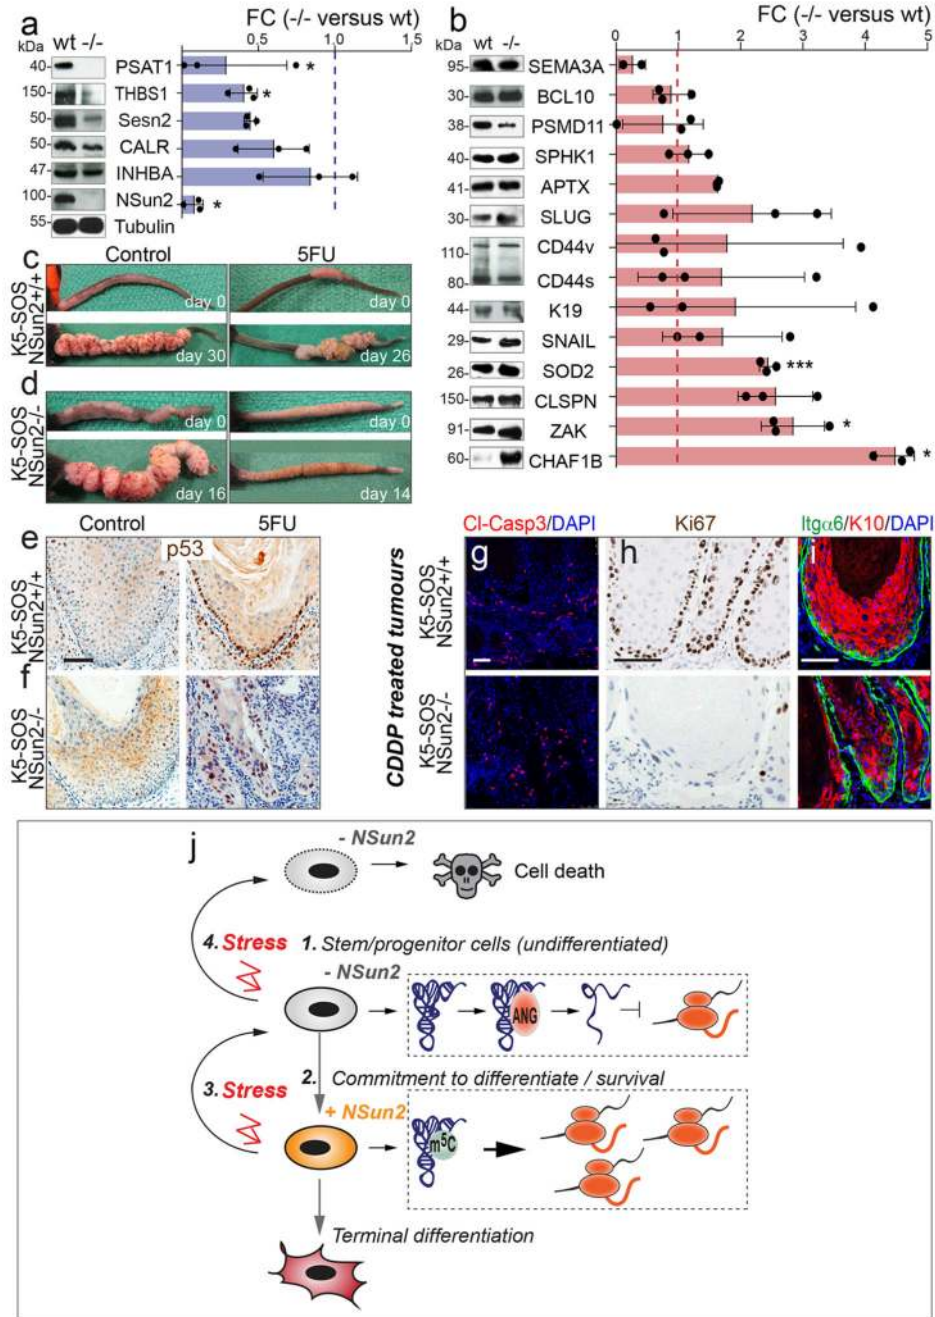 a
FC (-/- versus wt)
kDa
wt -/-
0,5 1,0 1,5
40- PSAT1 *
150- THBS1 *
50- Sesn2
50- CALR
47- INHBA
100- NSun2 *
55- Tubulin
b
FC (-/- versus wt)
kDa
wt -/-
0 1 2 3 4 5
95- SEMA3A
30- BCL10
38- PSMD11
40- SPHK1
41- APTX
30- SLUG
110- CD44v
80- CD44s
44- K19
29- SNAIL
26- SOD2 ***
150- CLSPN
91- ZAK *
60- CHAF1B *
c
Control 5FU
K5-SOS
NSun2+/+
day 0 day 0
day 30 day 26
d
K5-SOS
NSun2-/-
day 0 day 0
day 16 day 14
Control 5FU
e
p53
K5-SOS
NSun2+/+
f
K5-SOS
NSun2-/-
Cl-Casp3/DAPI Ki67 Itgα6/K10/DAPI
g h i
CDDP treated tumours
K5-SOS
NSun2+/+
K5-SOS
NSun2-/-
j
- NSun2
Cell death
4. Stress
1. Stem/progenitor cells (undifferentiated)
- NSun2
ANG
3. Stress
2. Commitment to differentiate / survival
+ NSun2
m5C
Terminal differentiation